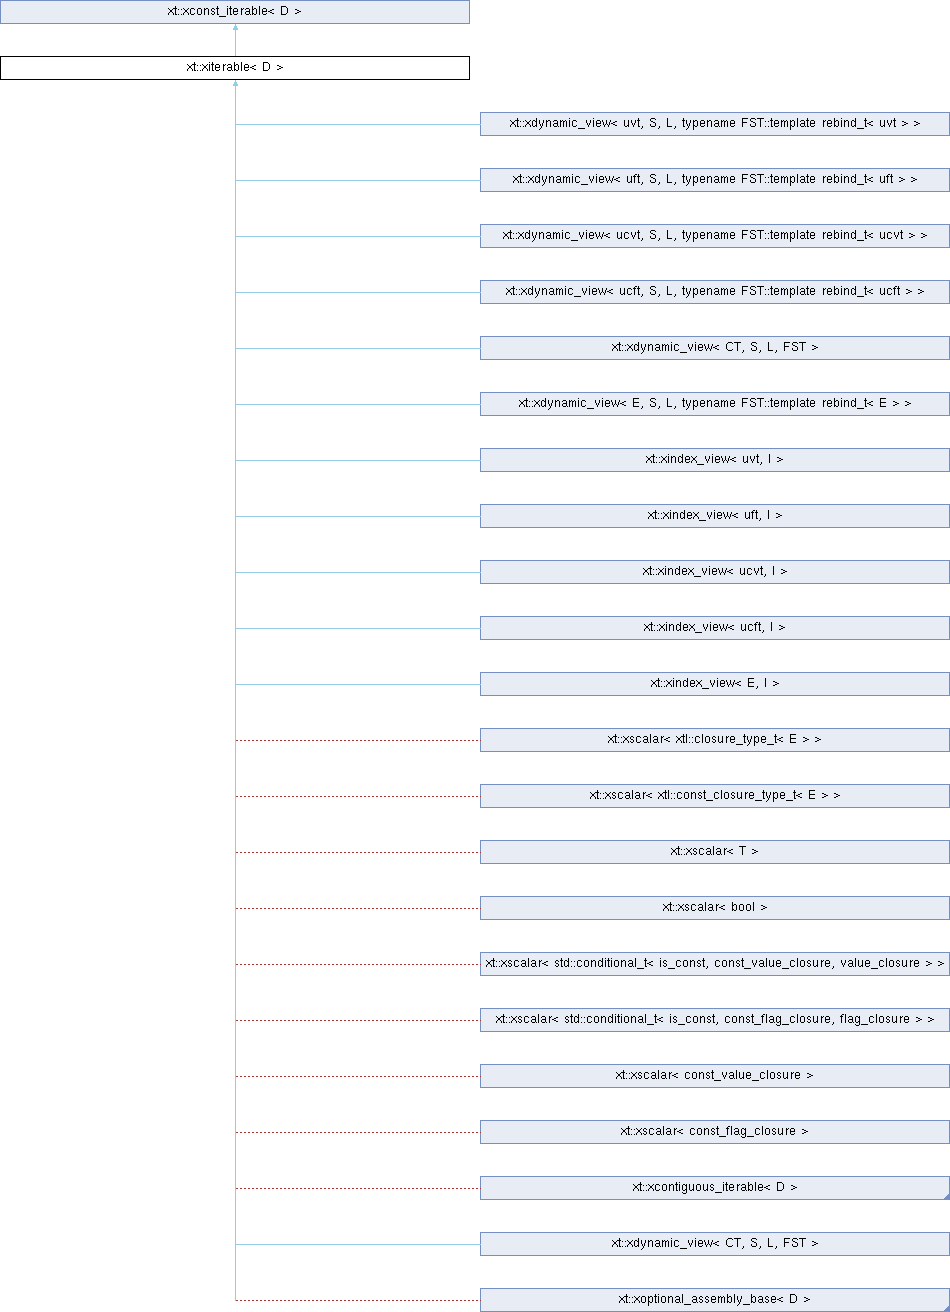 xt::xconst_iterable< D >
xt::xiterable< D >
xt::xdynamic_view< uvt, S, L, typename FST::template rebind_t< uvt > >
xt::xdynamic_view< uft, S, L, typename FST::template rebind_t< uft > >
xt::xdynamic_view< ucvt, S, L, typename FST::template rebind_t< ucvt > >
xt::xdynamic_view< ucft, S, L, typename FST::template rebind_t< ucft > >
xt::xdynamic_view< CT, S, L, FST >
xt::xdynamic_view< E, S, L, typename FST::template rebind_t< E > >
xt::xindex_view< uvt, I >
xt::xindex_view< uft, I >
xt::xindex_view< ucvt, I >
xt::xindex_view< ucft, I >
xt::xindex_view< E, I >
xt::xscalar< xtl::closure_type_t< E > >
xt::xscalar< xtl::const_closure_type_t< E > >
xt::xscalar< T >
xt::xscalar< bool >
xt::xscalar< std::conditional_t< is_const, const_value_closure, value_closure > >
xt::xscalar< std::conditional_t< is_const, const_flag_closure, flag_closure > >
xt::xscalar< const_value_closure >
xt::xscalar< const_flag_closure >
xt::xcontiguous_iterable< D >
xt::xdynamic_view< CT, S, L, FST >
xt::xoptional_assembly_base< D >